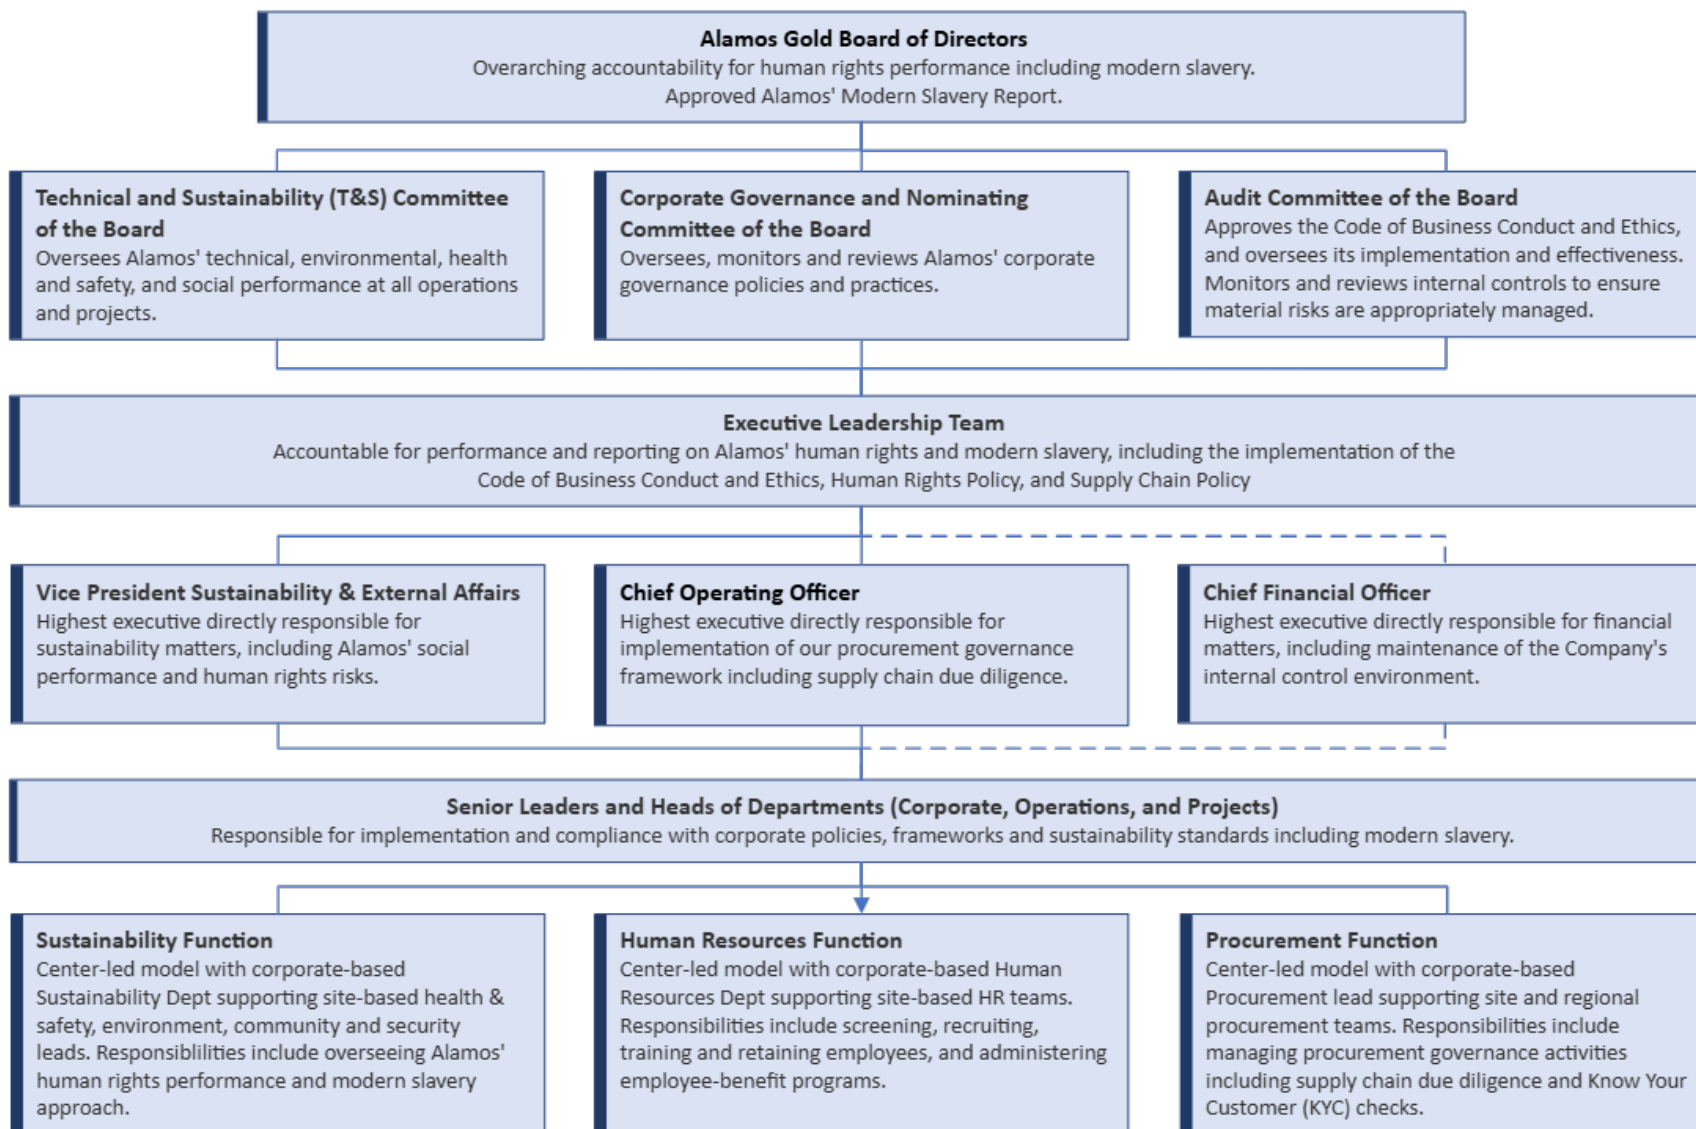 Alamos Gold Board of Directors
Overarching accountability for human rights performance including modern slavery.
Approved Alamos' Modern Slavery Report.
Technical and Sustainability (T&S) Committee
of the Board
Oversees Alamos' technical, environmental, health
and safety, and social performance at all operations
and projects.
Corporate Governance and Nominating
Committee of the Board
Oversees, monitors and reviews Alamos' corporate
governance policies and practices.
Audit Committee of the Board
Approves the Code of Business Conduct and Ethics,
and oversees its implementation and effectiveness.
Monitors and reviews internal controls to ensure
material risks are appropriately managed.
Executive Leadership Team
Accountable for performance and reporting on Alamos' human rights and modern slavery, including the implementation of the
Code of Business Conduct and Ethics, Human Rights Policy, and Supply Chain Policy
Vice President Sustainability & External Affairs
Highest executive directly responsible for
sustainability matters, including Alamos' social
performance and human rights risks.
Chief Operating Officer
Highest executive directly responsible for
implementation of our procurement governance
framework including supply chain due diligence.
Chief Financial Officer
Highest executive directly responsible for financial
matters, including maintenance of the Company's
internal control environment.
Senior Leaders and Heads of Departments (Corporate, Operations, and Projects)
Responsible for implementation and compliance with corporate policies, frameworks and sustainability standards including modern slavery.
Sustainability Function
Center-led model with corporate-based
Sustainability Dept supporting site-based health &
safety, environment, community and security
leads. Responsiblilities include overseeing Alamos'
human rights performance and modern slavery
approach.
Human Resources Function
Center-led model with corporate-based Human
Resources Dept supporting site-based HR teams.
Responsibilities include screening, recruiting,
training and retaining employees, and administering
employee-benefit programs.
Procurement Function
Center-led model with corporate-based
Procurement lead supporting site and regional
procurement teams. Responsibilities include
managing procurement governance activities
including supply chain due diligence and Know Your
Customer (KYC) checks.